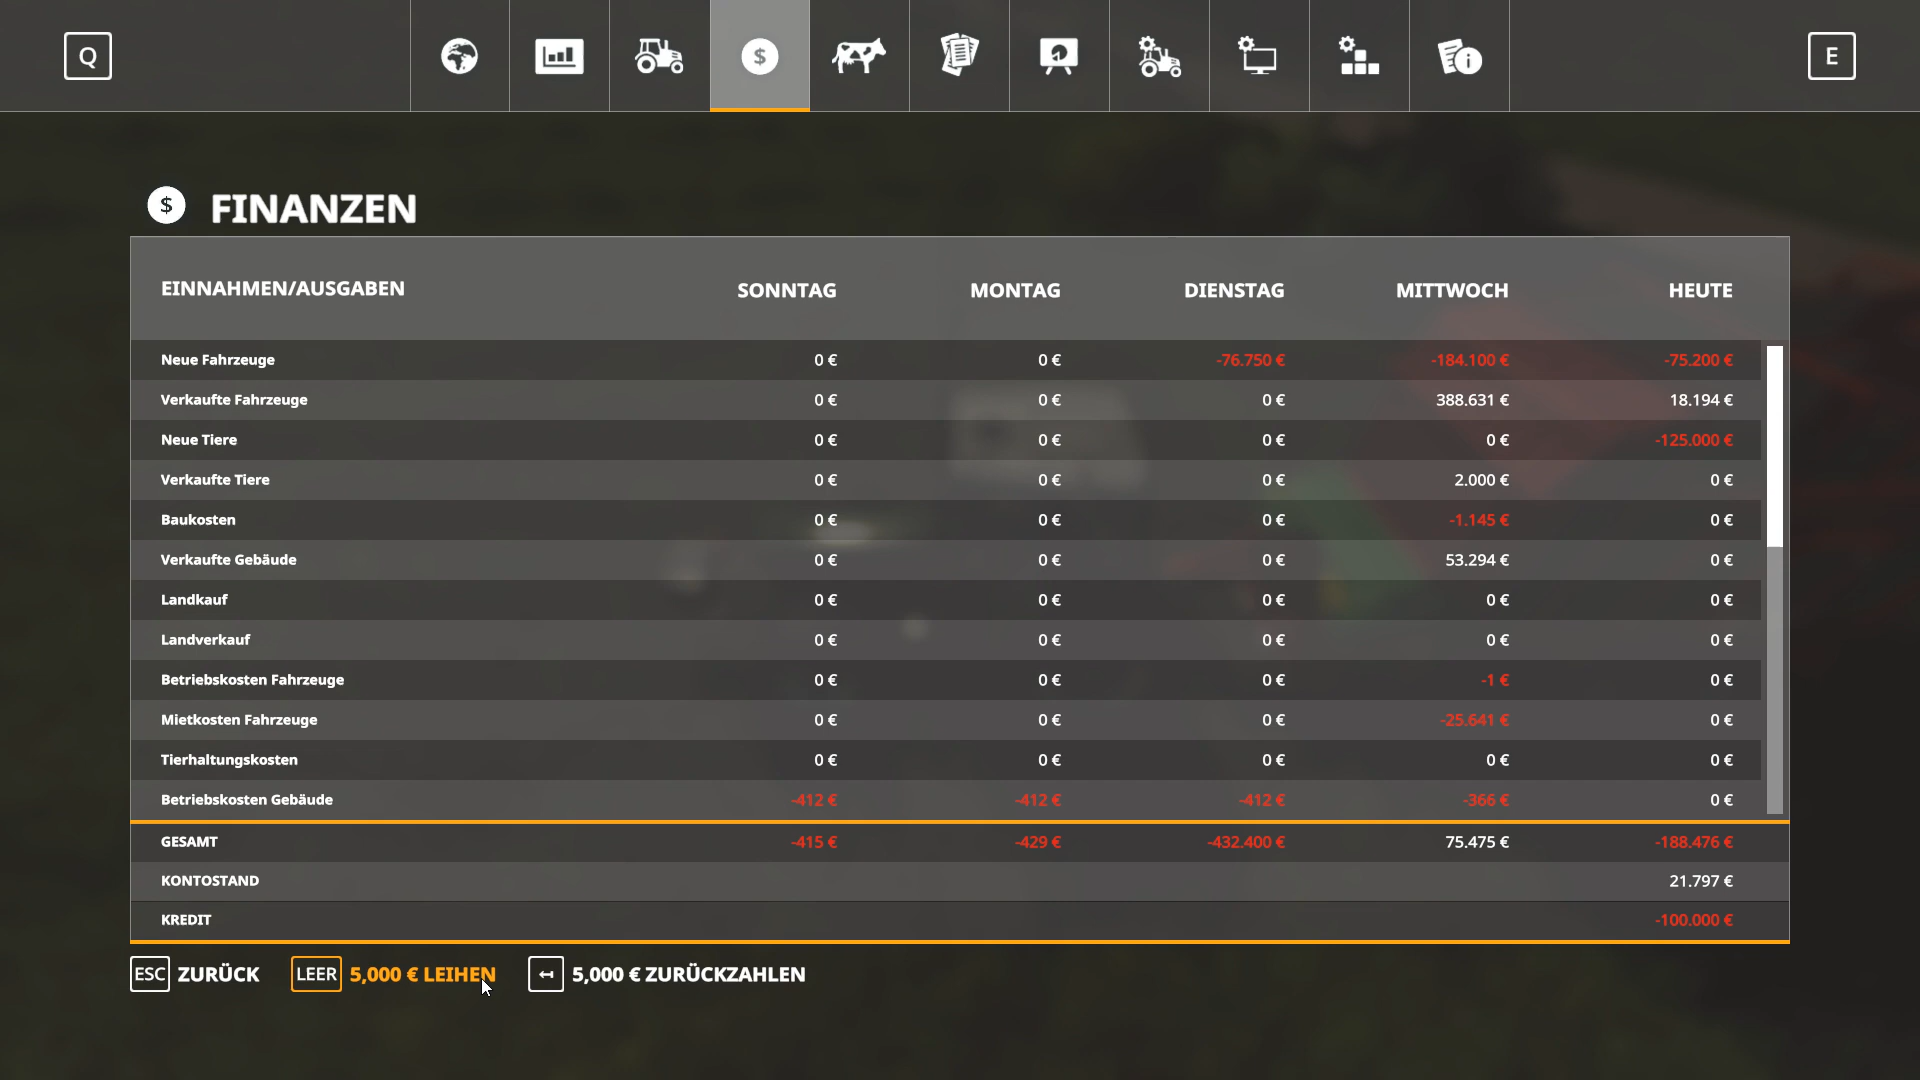 Q
$
E
$ FINANZEN
EINNAHMEN/AUSGABEN SONNTAG MONTAG DIENSTAG MITTWOCH HEUTE
Neue Fahrzeuge 0 € 0 € -76.750 € -184.100 € -75.200 €
Verkaufte Fahrzeuge 0 € 0 € 0 € 388.631 € 18.194 €
Neue Tiere 0 € 0 € 0 € 0 € -125.000 €
Verkaufte Tiere 0 € 0 € 0 € 2.000 € 0 €
Baukosten 0 € 0 € 0 € -1.145 € 0 €
Verkaufte Gebäude 0 € 0 € 0 € 53.294 € 0 €
Landkauf 0 € 0 € 0 € 0 € 0 €
Landverkauf 0 € 0 € 0 € 0 € 0 €
Betriebskosten Fahrzeuge 0 € 0 € 0 € -1 € 0 €
Mietkosten Fahrzeuge 0 € 0 € 0 € -25.641 € 0 €
Tierhaltungskosten 0 € 0 € 0 € 0 € 0 €
Betriebskosten Gebäude -412 € -412 € -412 € -366 € 0 €
GESAMT -415 € -429 € -432.400 € 75.475 € -188.476 €
KONTOSTAND 21.797 €
KREDIT -100.000 €
ESC ZURÜCK LEER 5,000 € LEIHEN 5,000 € ZURÜCKZAHLEN